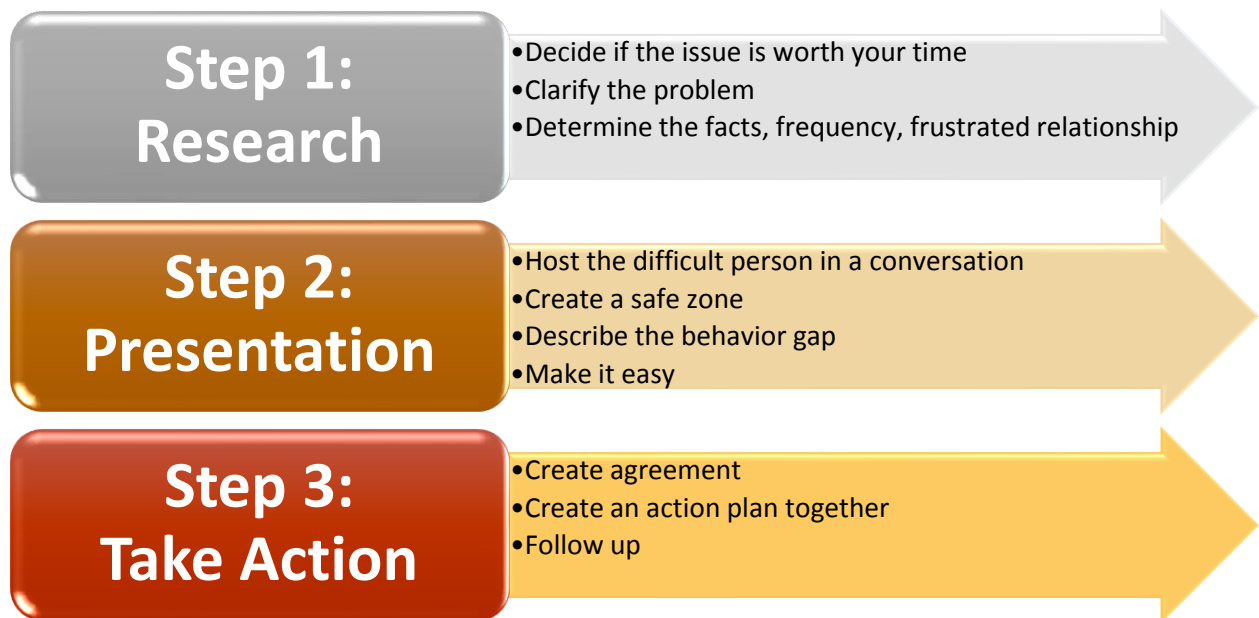 Step 1:
Research
•Decide if the issue is worth your time
•Clarify the problem
•Determine the facts, frequency, frustrated relationship
Step 2:
Presentation
•Host the difficult person in a conversation
•Create a safe zone
•Describe the behavior gap
•Make it easy
Step 3:
Take Action
•Create agreement
•Create an action plan together
•Follow up